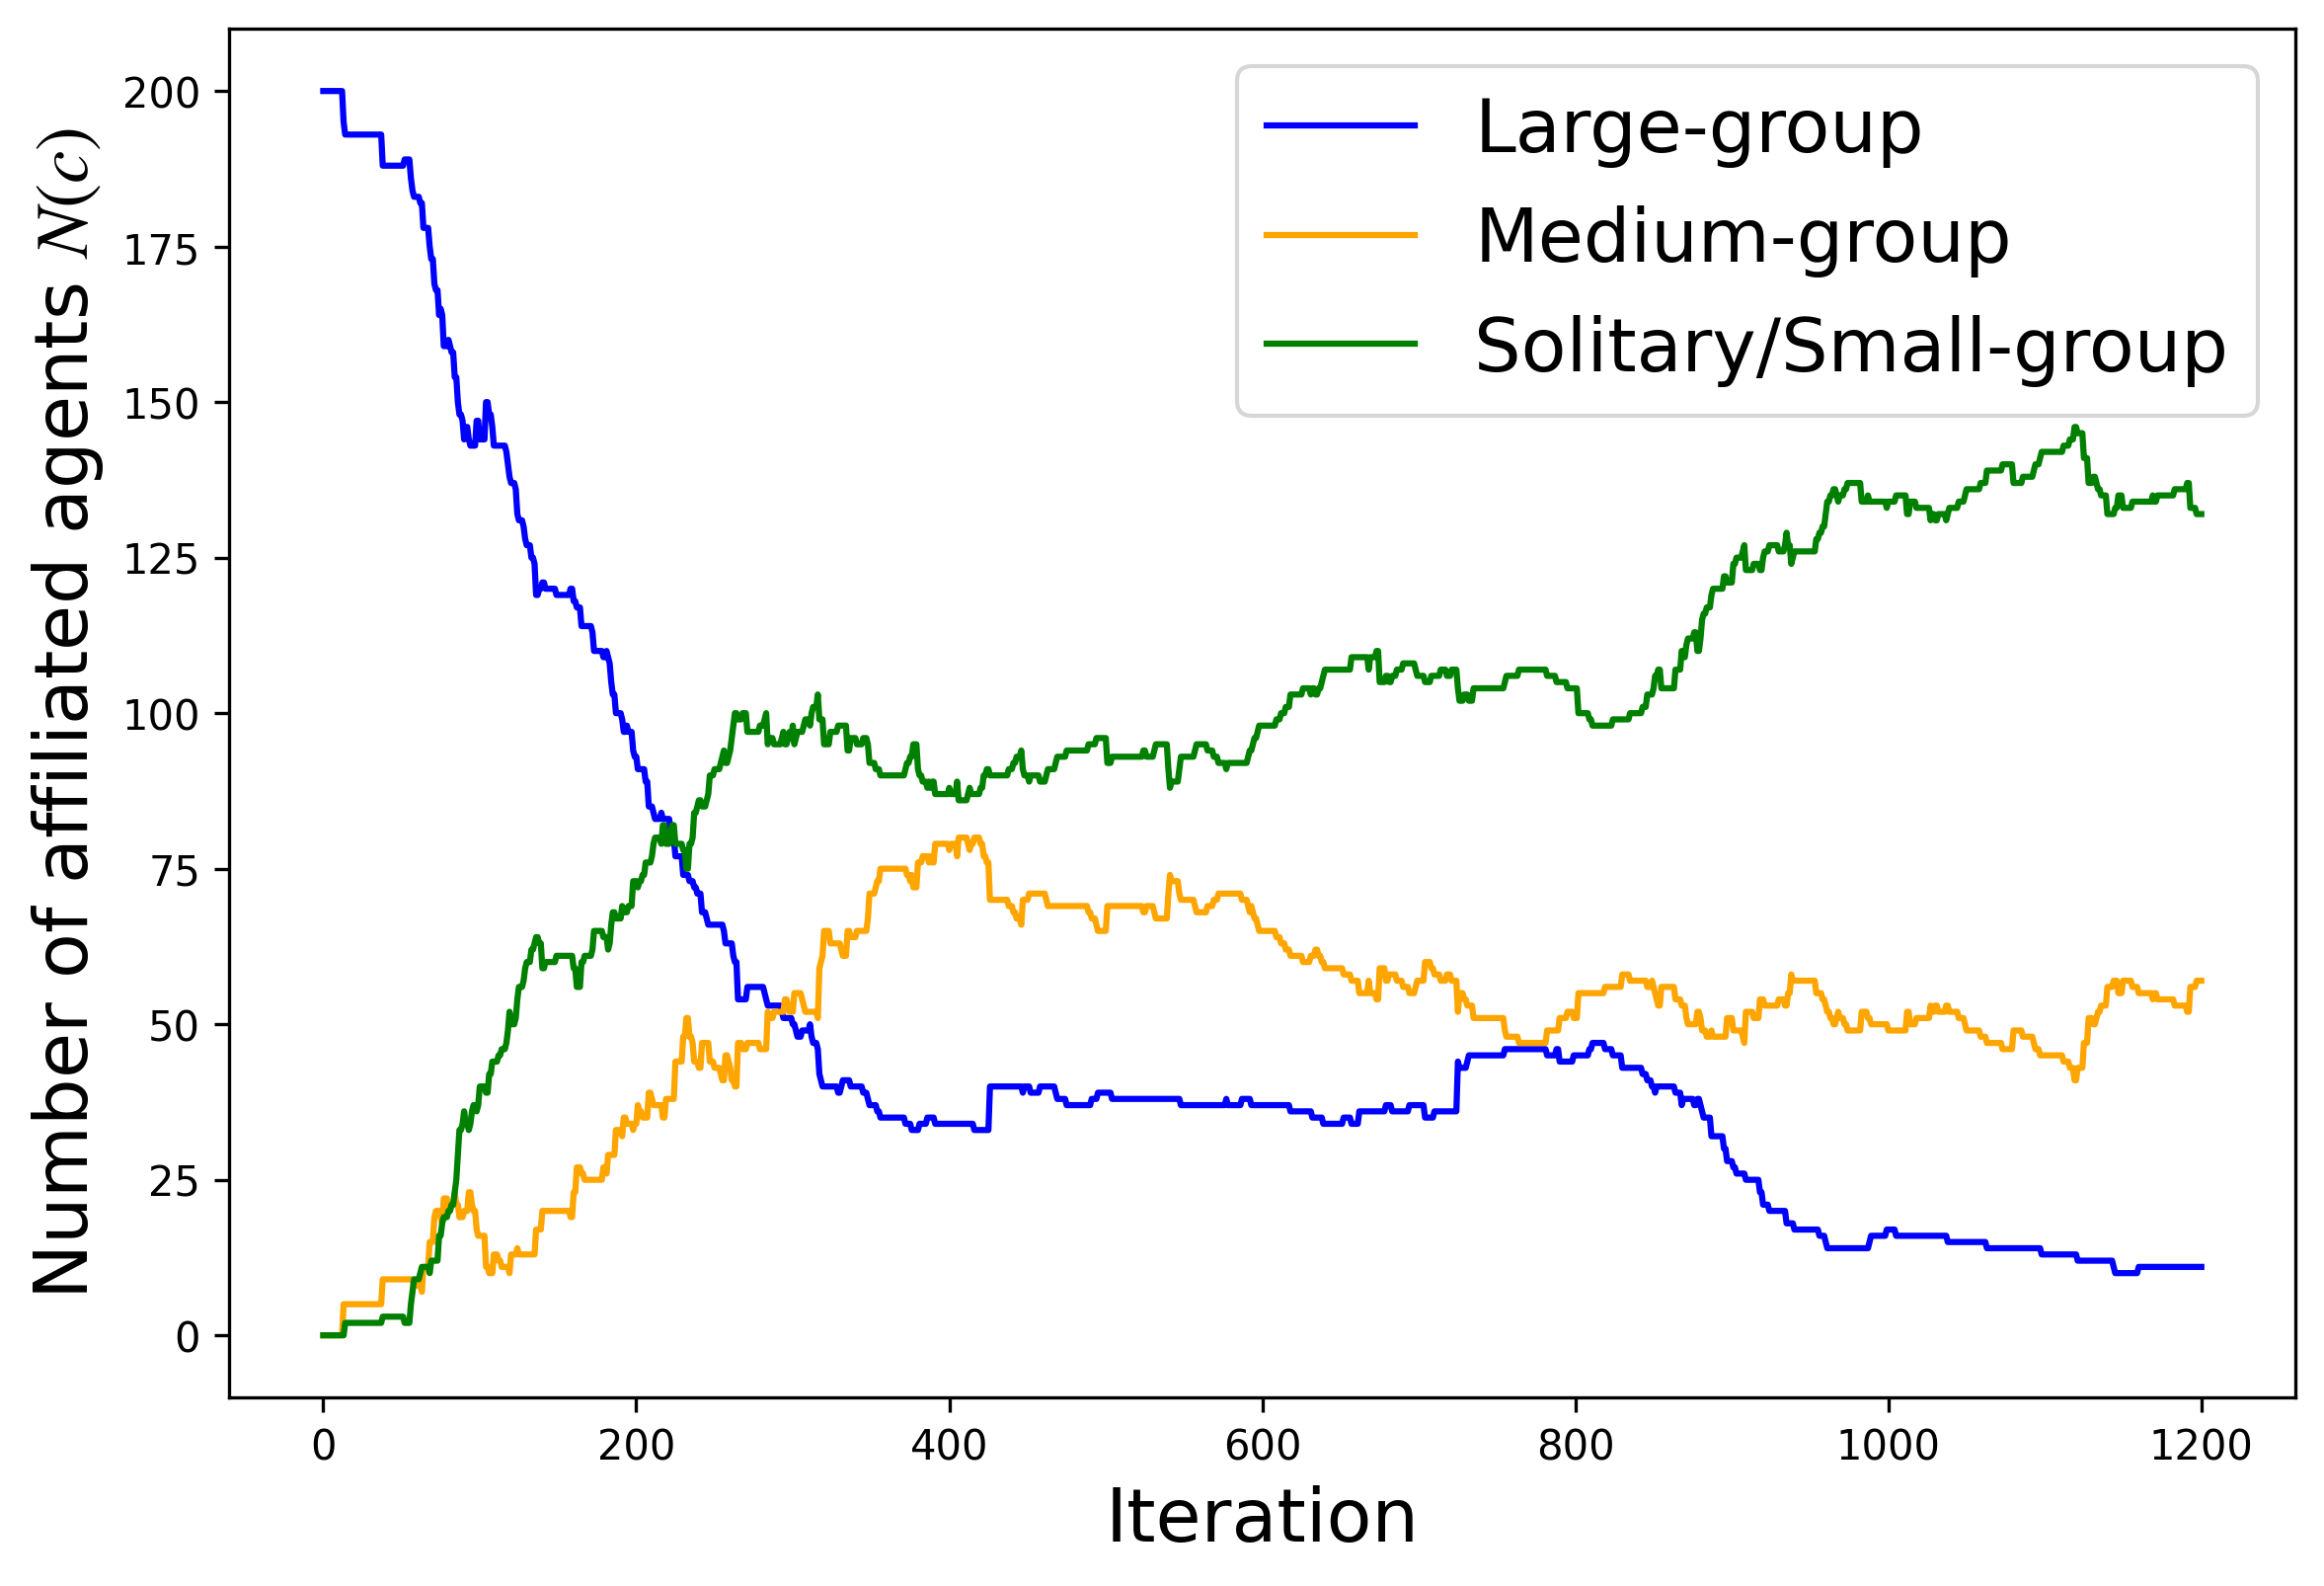 Number of affiliated agents N(c)
200
175
150
125
100
75
50
25
0
Large-group
Medium-group
Solitary/Small-group
0 200 400 600 800 1000 1200
Iteration